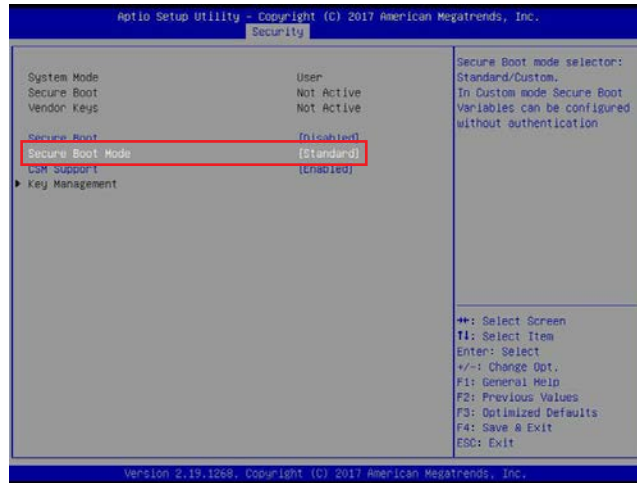 Aptio Setup Utility - Copyright (C) 2017 American Megatrends, Inc.
Security
System Mode User
Secure Boot Not Active
Vendor Keys Not Active
Secure Boot [Disabled]
Secure Boot Mode [Standard]
CSM Support [Enabled]
▶ Key Management
Secure Boot mode selector:
Standard/Custom.
In Custom mode Secure Boot
Variables can be configured
without authentication
→←: Select Screen
↑↓: Select Item
Enter: Select
+/-: Change Opt.
F1: General Help
F2: Previous Values
F3: Optimized Defaults
F4: Save & Exit
ESC: Exit
Version 2.19.1268. Copyright (C) 2017 American Megatrends, Inc.